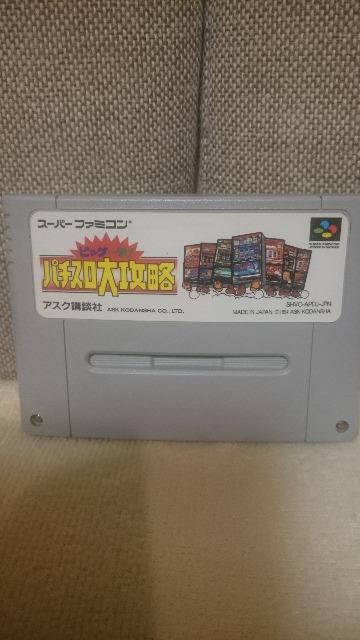 スーパーファミコン
ビッグ一撃!
パチスロ大攻略
アスク講談社 ASK KODANSHA CO., LTD.
SHVC-APDJ-JPN
MADE IN JAPAN ©1994 ASK KODANSHA